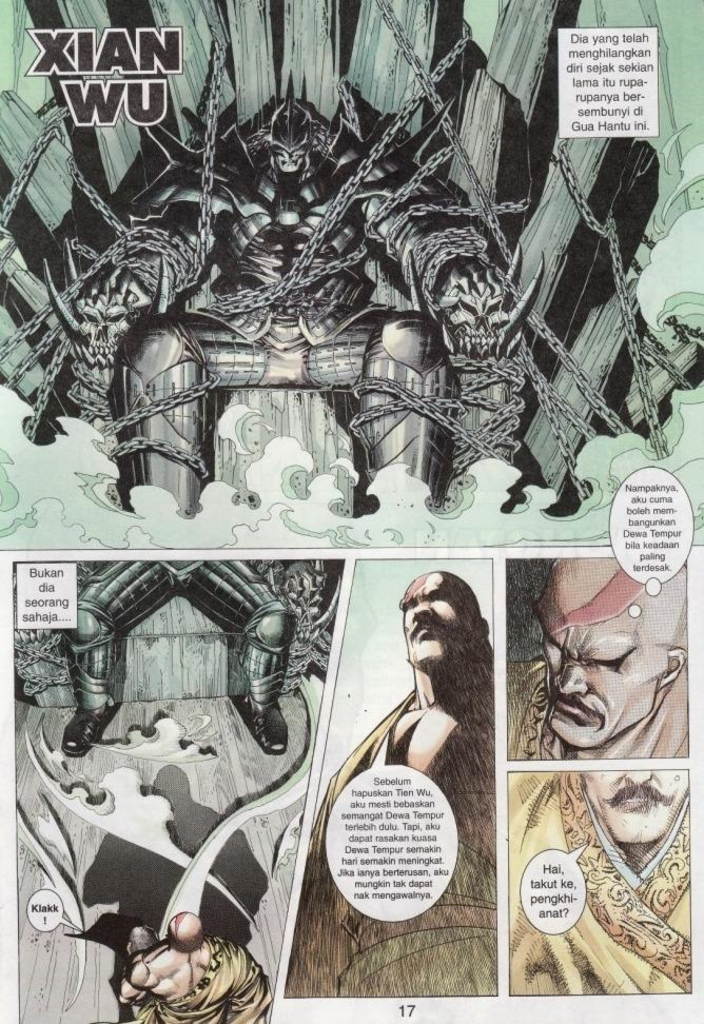 XIAN
WU
Dia yang telah
menghilangkan
diri sejak sekian
lama itu rupa-
rupanya ber-
sembunyi di
Gua Hantu ini.
Nampaknya,
aku cuma
boleh mem-
bangunkan
Dewa Tempur
bila keadaan
paling
terdesak.
Bukan
dia
seorang
sahaja....
Klakk
!
Sebelum
hapuskan Tien Wu,
aku mesti bebaskan
semangat Dewa Tempur
terlebih dulu. Tapi, aku
dapat rasakan kuasa
Dewa Tempur semakin
hari semakin meningkat.
Jika ianya berterusan, aku
mungkin tak dapat
nak mengawalnya.
Hai,
takut ke,
pengkhi-
anat?
17